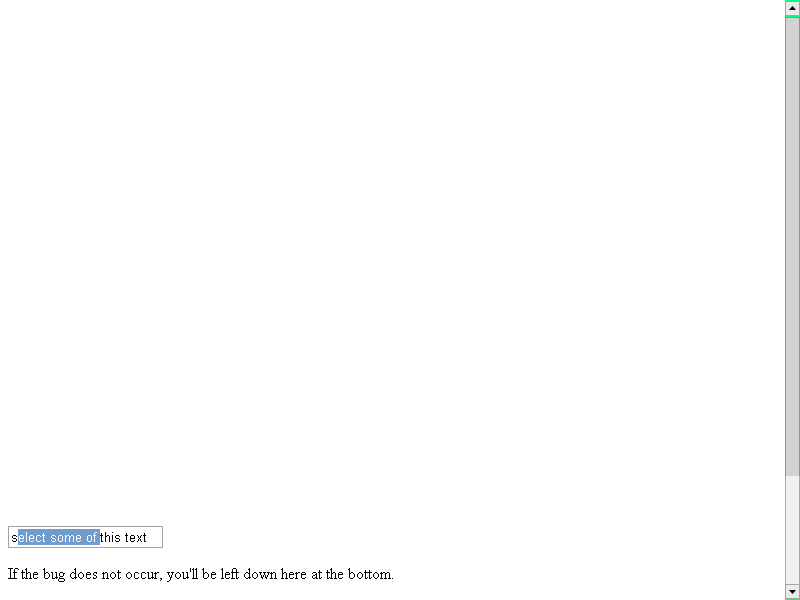 select some of this text
If the bug does not occur, you'll be left down here at the bottom.